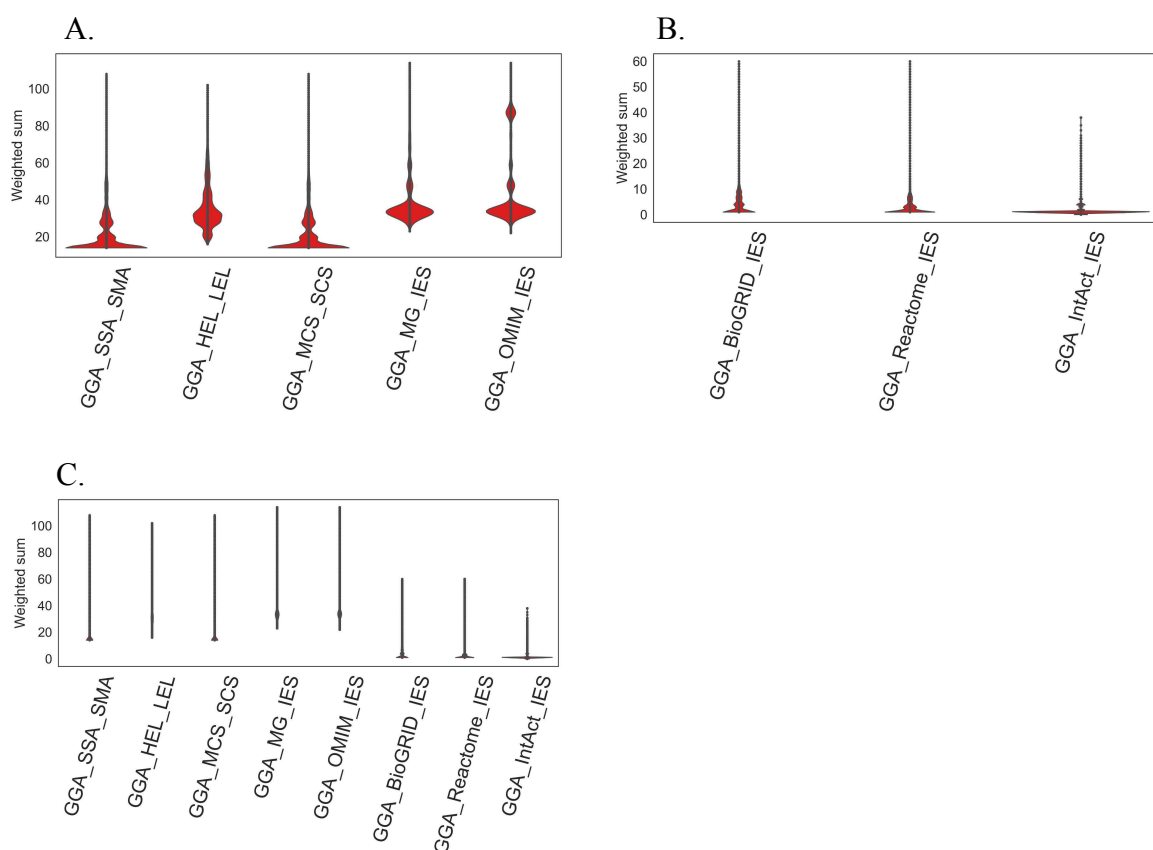 A.
Weighted sum
100
80
60
40
20
GGA_SSA_SMA
GGA_HEL_LEL
GGA_MCS_SCS
GGA_MG_IES
GGA_OMIM_IES
B.
Weighted sum
60
50
40
30
20
10
0
GGA_BioGRID_IES
GGA_Reactome_IES
GGA_IntAct_IES
C.
Weighted sum
100
80
60
40
20
0
GGA_SSA_SMA
GGA_HEL_LEL
GGA_MCS_SCS
GGA_MG_IES
GGA_OMIM_IES
GGA_BioGRID_IES
GGA_Reactome_IES
GGA_IntAct_IES